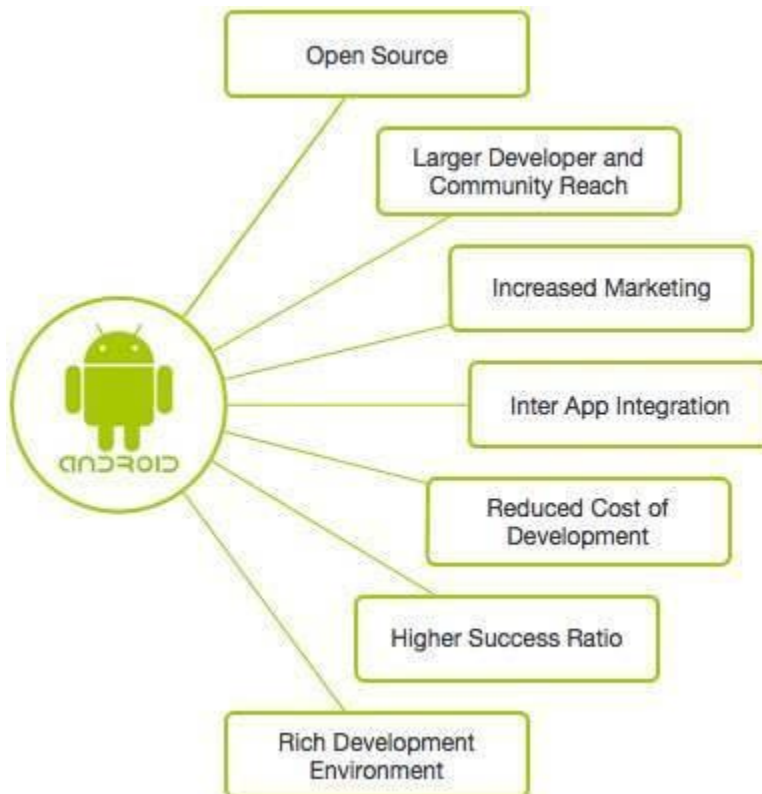 Open Source
Larger Developer and
Community Reach
Increased Marketing
Inter App Integration
ANDROID
Reduced Cost of
Development
Higher Success Ratio
Rich Development
Environment